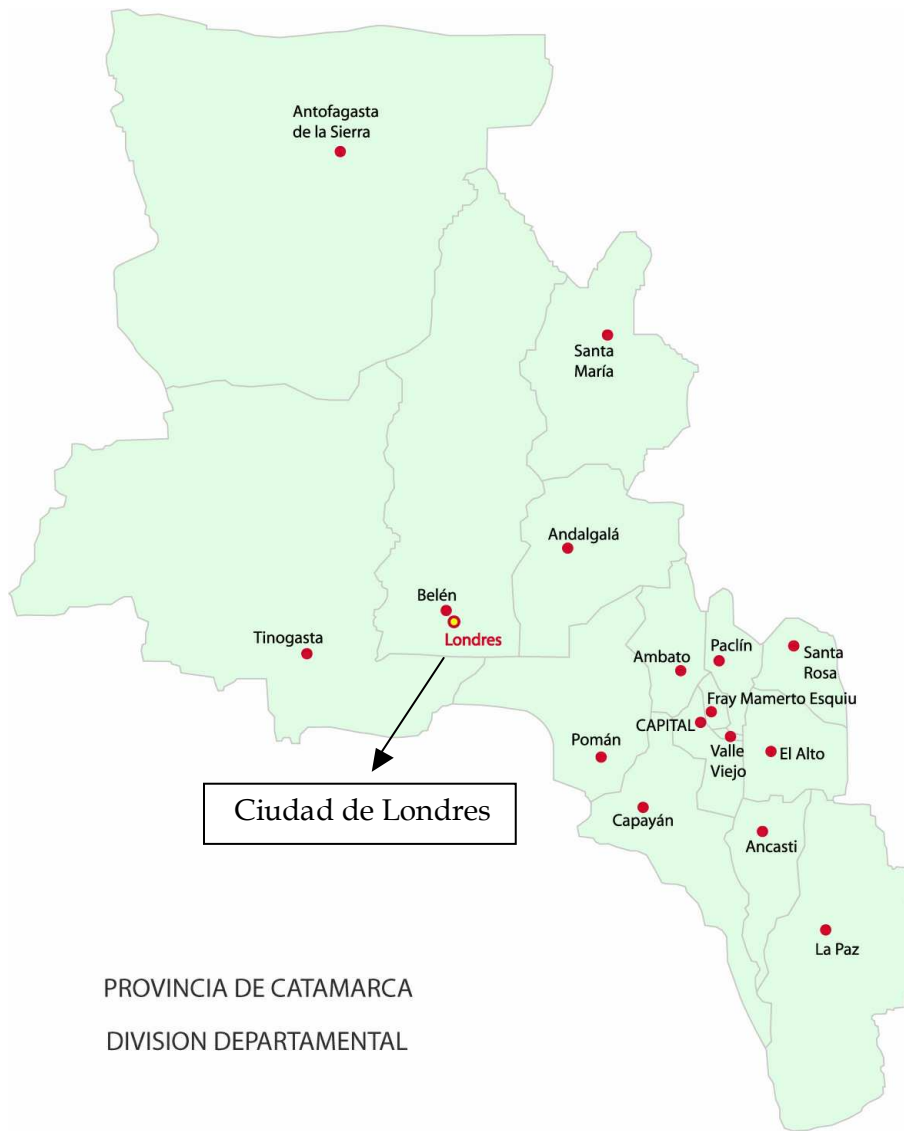 Antofagasta
de la Sierra
Santa
María
Andalgalá
Belén
Londres
Tinogasta
Ambato
Paclín
Santa
Rosa
Fray Mamerto Esquiu
CAPITAL
Pomán
Valle
Viejo
El Alto
Ciudad de Londres
Capayán
Ancasti
La Paz
PROVINCIA DE CATAMARCA
DIVISION DEPARTAMENTAL